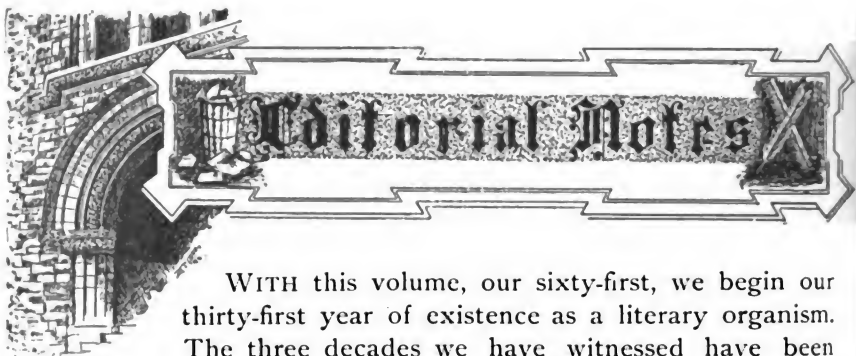 Editorial Notes
WITH this volume, our sixty-first, we begin our
thirty-first year of existence as a literary organism.
The three decades we have witnessed have been